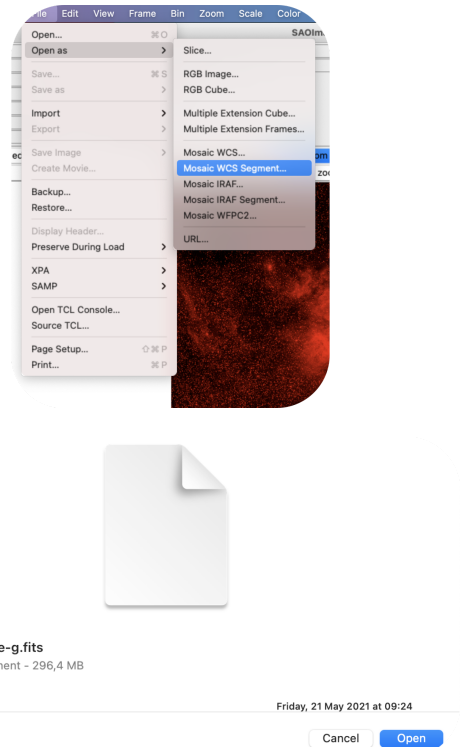 File Edit View Frame Bin Zoom Scale Color
Open... ⌘ O
SAOIm
Open as >
Slice...
Save... ⌘ S
RGB Image...
Save as >
RGB Cube...
Import >
Multiple Extension Cube...
Export >
Multiple Extension Frames...
Save Image >
Mosaic WCS...
Create Movie...
Mosaic WCS Segment...
zoo
Mosaic IRAF...
Backup...
Mosaic IRAF Segment...
Restore...
Mosaic WFPC2...
Display Header...
URL...
Preserve During Load >
XPA >
SAMP >
Open TCL Console...
Source TCL...
Page Setup... ⇧ ⌘ P
Print... ⌘ P
e-g.fits
ment - 296,4 MB
Friday, 21 May 2021 at 09:24
Cancel Open